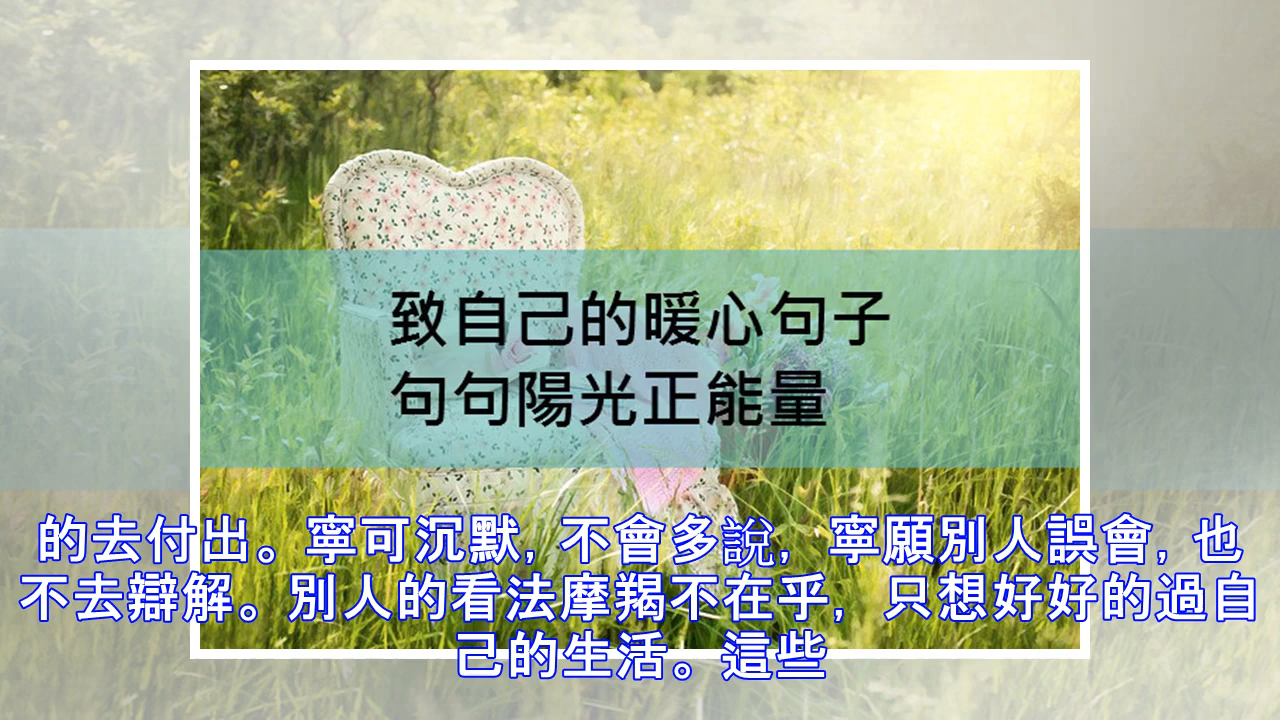 致自己的暖心句子
句句陽光正能量
的去付出。寧可沉默,不會多說，寧願別人誤會,也
不去辯解。別人的看法摩羯不在乎，只想好好的過自
己的生活。這些